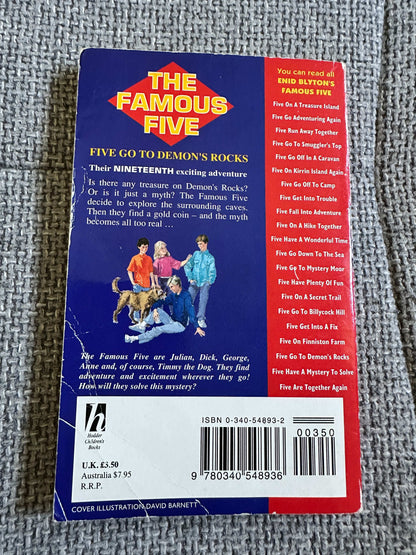 THE
FAMOUS
FIVE
FIVE GO TO DEMON'S ROCKS
Their NINETEENTH exciting adventure
Is there any treasure on Demon's Rocks?
Or is it just a myth? The Famous Five
decide to explore the surrounding caves.
Then they find a gold coin – and the myth
becomes all too real ...
The Famous Five are Julian, Dick, George,
Anne and, of course, Timmy the Dog. They find
adventure and excitement wherever they go!
How will they solve this mystery?
h
Hodder
Children's
Books
U.K. £3.50
Australia $7.95
R.R.P.
COVER ILLUSTRATION DAVID BARNETT
You can read all
ENID BLYTON'S
FAMOUS FIVE
Five On A Treasure Island
Five Go Adventuring Again
Five Run Away Together
Five Go To Smuggler's Top
Five Go Off In A Caravan
Five On Kirrin Island Again
Five Go Off To Camp
Five Get Into Trouble
Five Fall Into Adventure
Five On A Hike Together
Five Have A Wonderful Time
Five Go Down To The Sea
Five Go To Mystery Moor
Five Have Plenty Of Fun
Five On A Secret Trail
Five Go To Billycock Hill
Five Get Into A Fix
Five On Finniston Farm
Five Go To Demon's Rocks
Five Have A Mystery To Solve
Five Are Together Again
ISBN 0-340-54893-2
00350
9 780340 548936